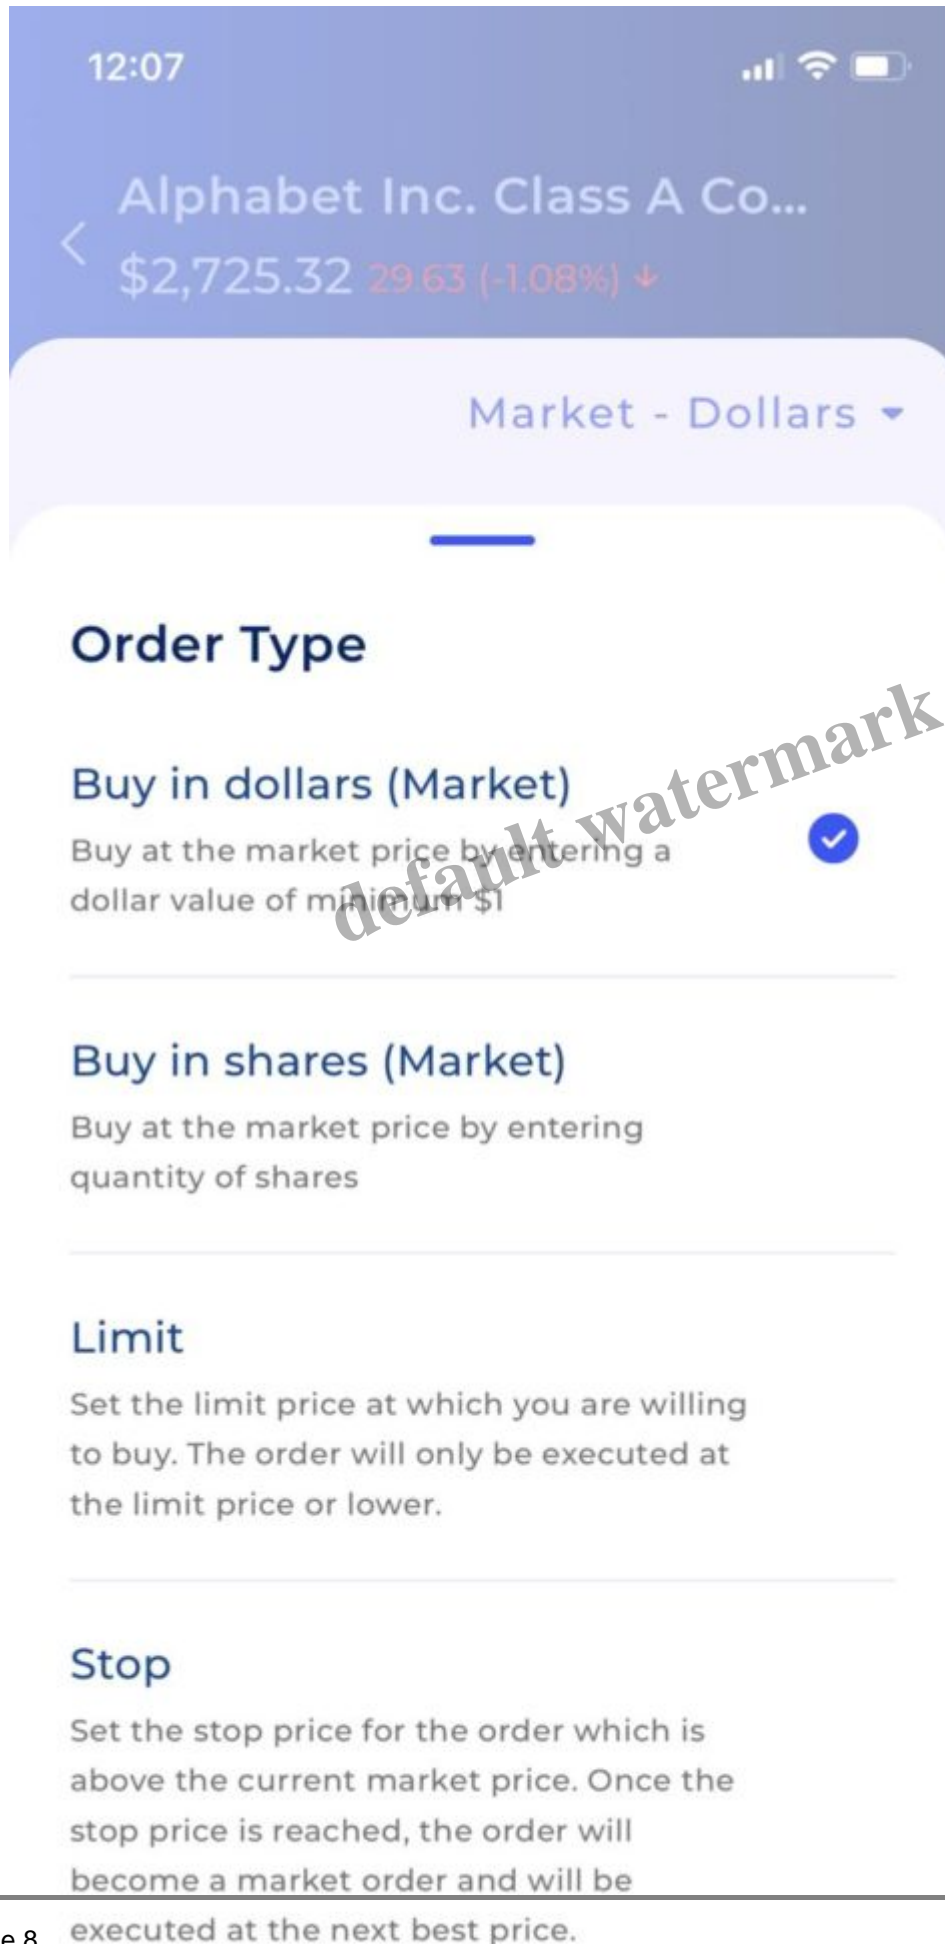 12:07
Alphabet Inc. Class A Co...
$2,725.32 29.63 (-1.08%) ↓
Market - Dollars
Order Type
Buy in dollars (Market)
Buy at the market price by entering a
dollar value of minimum $1
default watermark
Buy in shares (Market)
Buy at the market price by entering
quantity of shares
Limit
Set the limit price at which you are willing
to buy. The order will only be executed at
the limit price or lower.
Stop
Set the stop price for the order which is
above the current market price. Once the
stop price is reached, the order will
become a market order and will be
executed at the next best price.
e 8